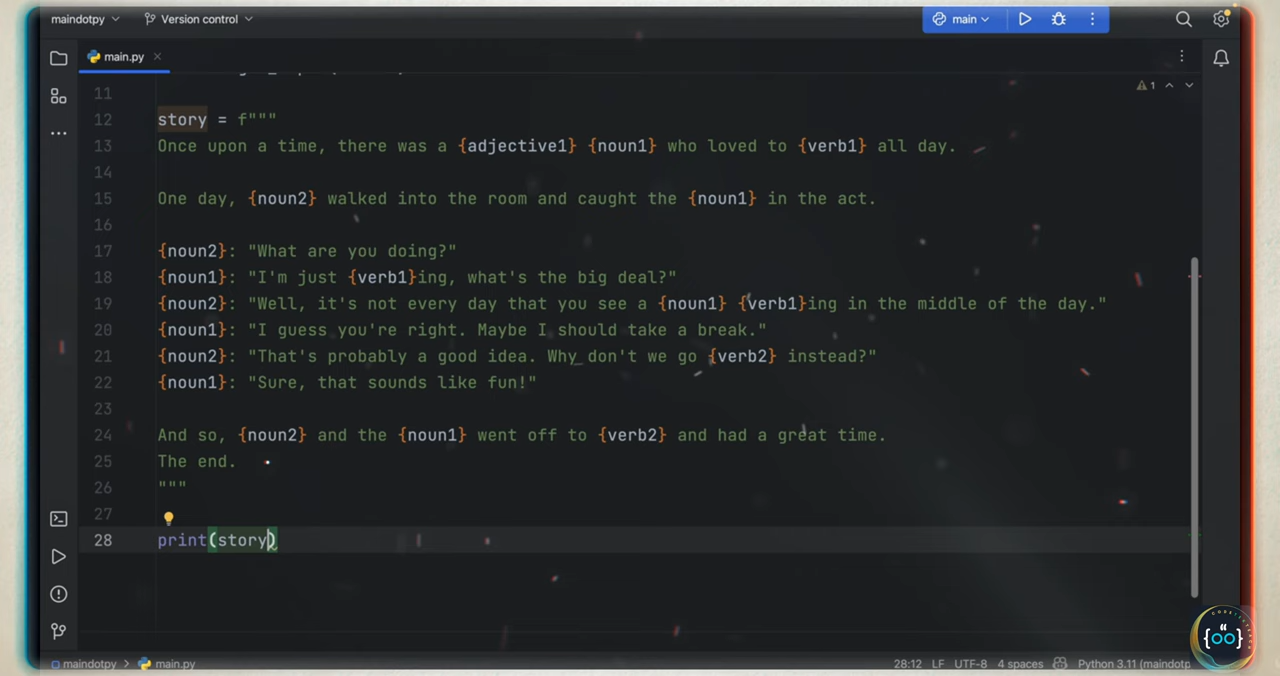 maindotpy
Version control
main
main.py
11
12 story = f"""
13 Once upon a time, there was a {adjective1} {noun1} who loved to {verb1} all day.
14
15 One day, {noun2} walked into the room and caught the {noun1} in the act.
16
17 {noun2}: "What are you doing?"
18 {noun1}: "I'm just {verb1}ing, what's the big deal?"
19 {noun2}: "Well, it's not every day that you see a {noun1} {verb1}ing in the middle of the day."
20 {noun1}: "I guess you're right. Maybe I should take a break."
21 {noun2}: "That's probably a good idea. Why don't we go {verb2} instead?"
22 {noun1}: "Sure, that sounds like fun!"
23
24 And so, {noun2} and the {noun1} went off to {verb2} and had a great time.
25 The end.
26 """
27
28 print(story)
1
maindotpy > main.py
28:12 LF UTF-8 4 spaces Python 3.11 (maindotp